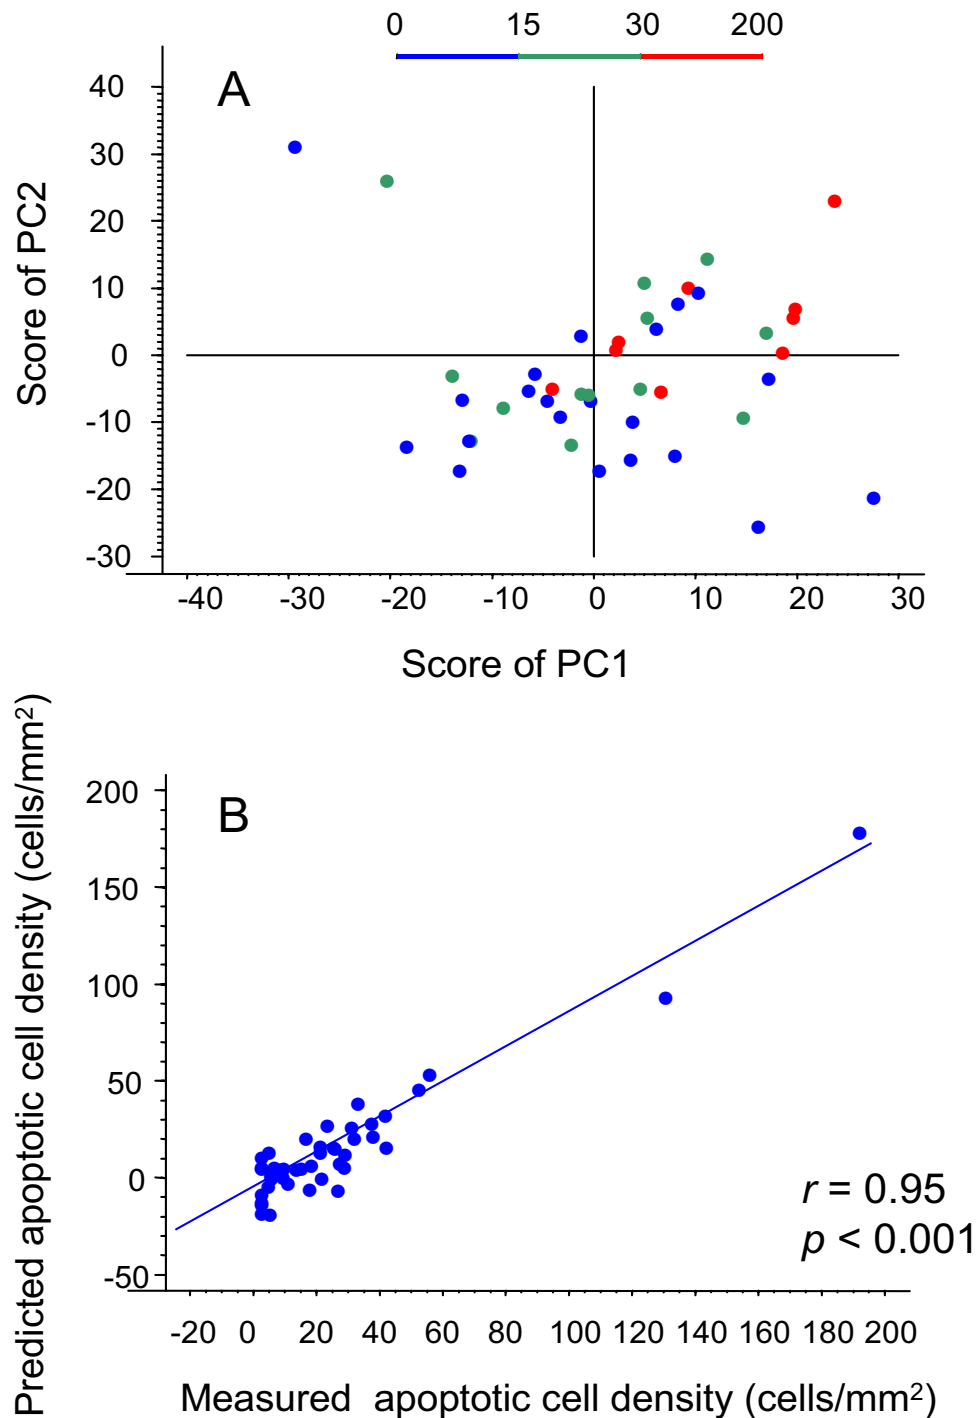 0 15 30 200
A
40
30
20
10
0
-10
-20
-30
Score of PC2
-40 -30 -20 -10 0 10 20 30
Score of PC1
B
200
150
100
50
0
-50
Predicted apoptotic cell density (cells/mm²)
r = 0.95
p < 0.001
-20 0 20 40 60 80 100 120 140 160 180 200
Measured apoptotic cell density (cells/mm²)